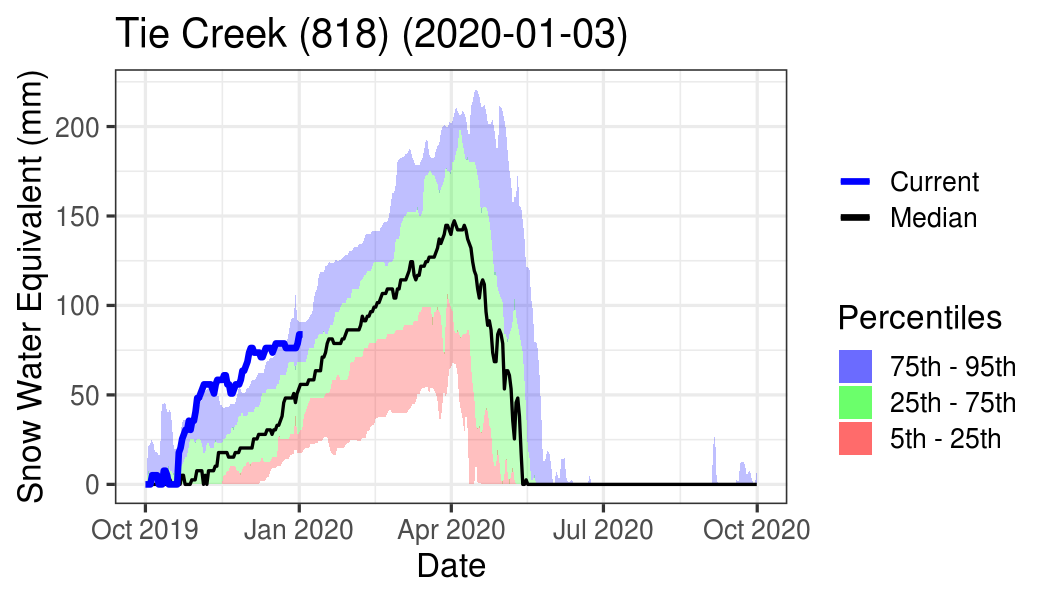 Tie Creek (818) (2020-01-03)
Snow Water Equivalent (mm)
200
150
100
50
0
Oct 2019 Jan 2020 Apr 2020 Jul 2020 Oct 2020
Date
Current
Median
Percentiles
75th - 95th
25th - 75th
5th - 25th